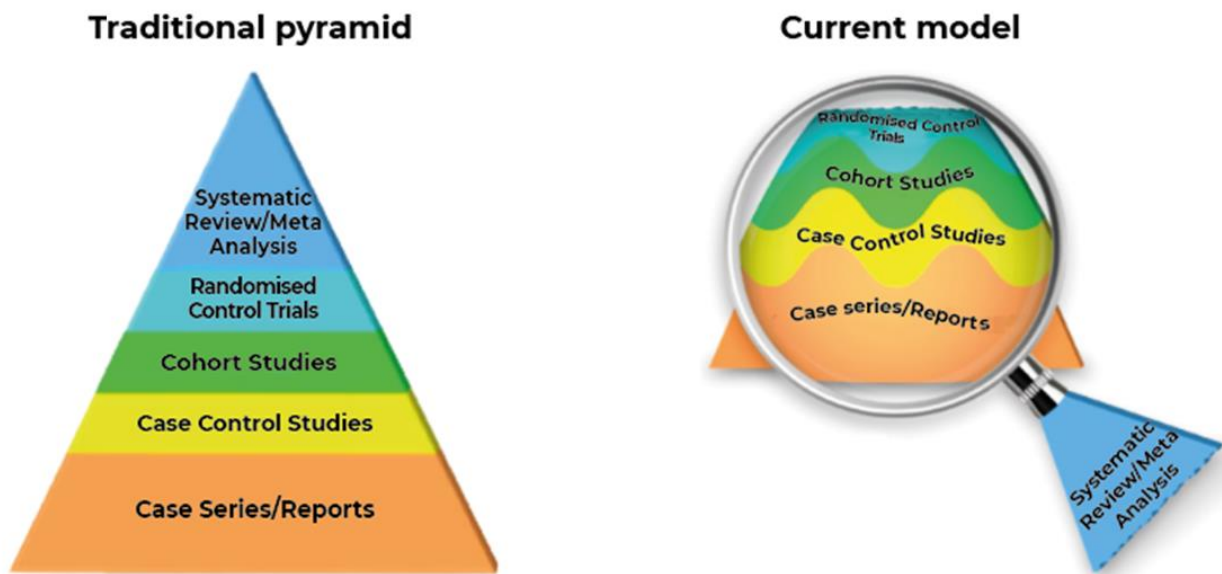 Traditional pyramid
Systematic
Review/Meta
Analysis
Randomised
Control Trials
Cohort Studies
Case Control Studies
Case Series/Reports
Current model
Randomised Control
Trials
Cohort Studies
Case Control Studies
Case series/Reports
Systematic
Review/Meta
Analysis